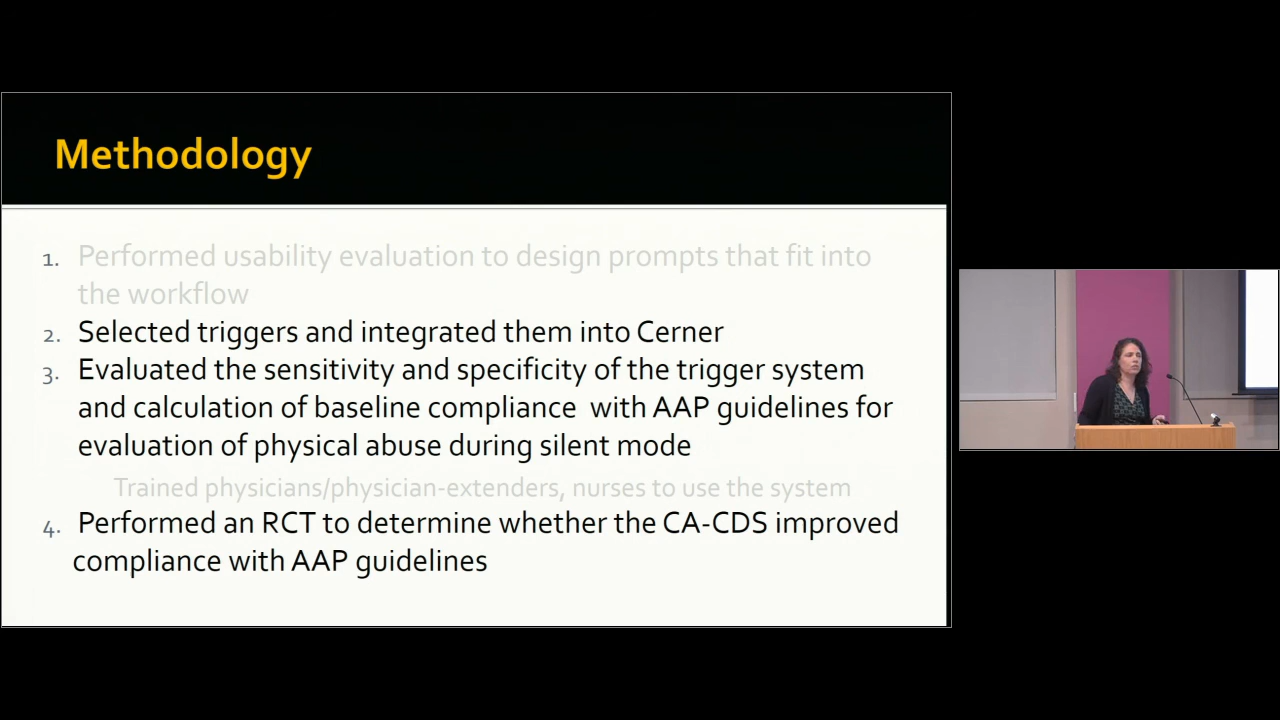 Methodology
1. Performed usability evaluation to design prompts that fit into
the workflow
2. Selected triggers and integrated them into Cerner
3. Evaluated the sensitivity and specificity of the trigger system
and calculation of baseline compliance with AAP guidelines for
evaluation of physical abuse during silent mode
Trained physicians/physician-extenders, nurses to use the system
4. Performed an RCT to determine whether the CA-CDS improved
compliance with AAP guidelines